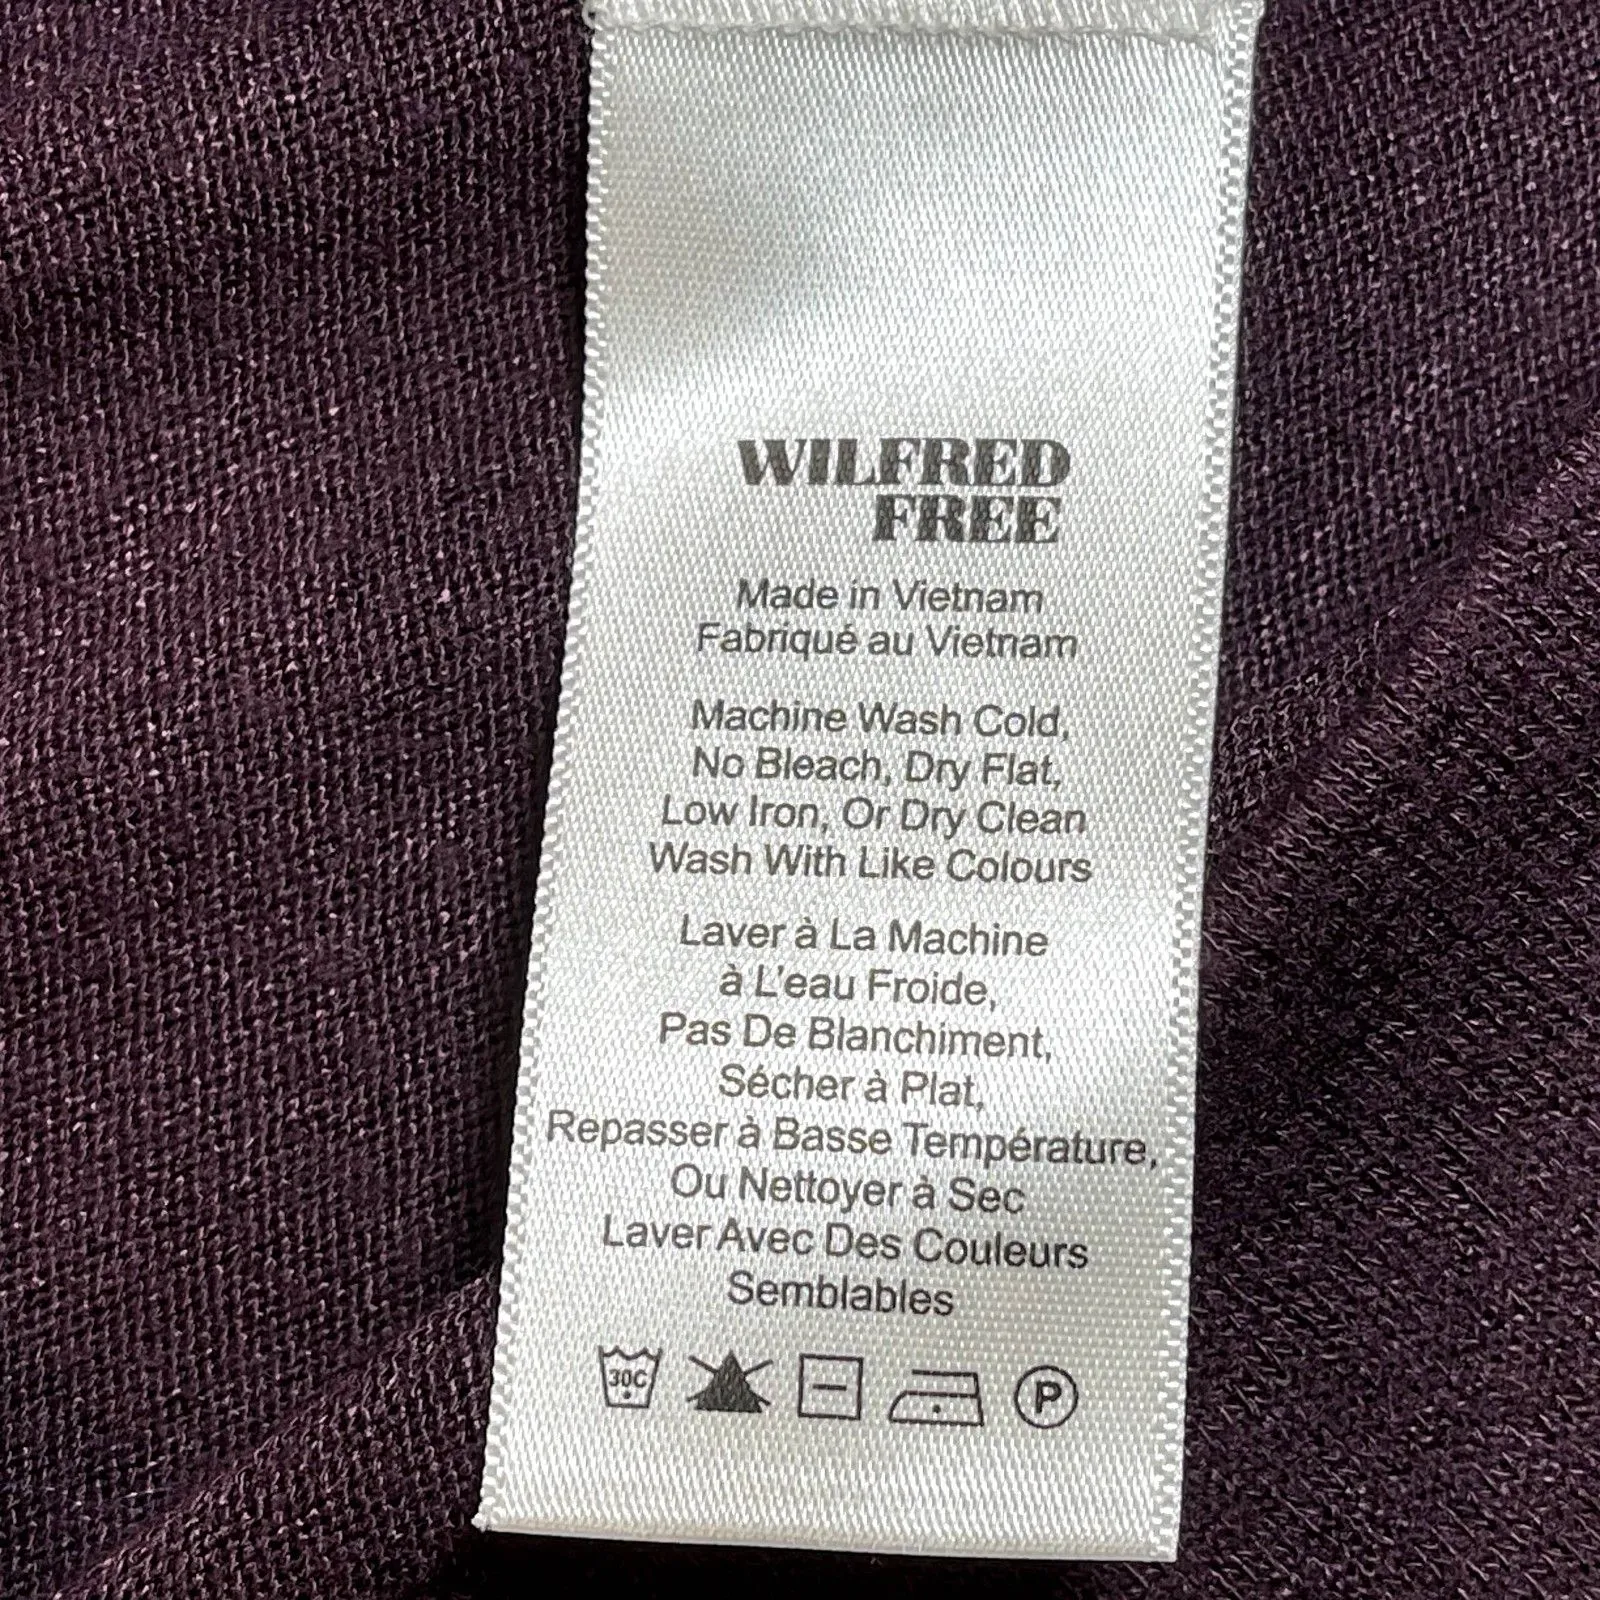 WILFRED
FREE
Made in Vietnam
Fabriqué au Vietnam
Machine Wash Cold,
No Bleach, Dry Flat,
Low Iron, Or Dry Clean
Wash With Like Colours
Laver à La Machine
à L'eau Froide,
Pas De Blanchiment,
Sécher à Plat,
Repasser à Basse Température,
Ou Nettoyer à Sec
Laver Avec Des Couleurs
Semblables
30C P